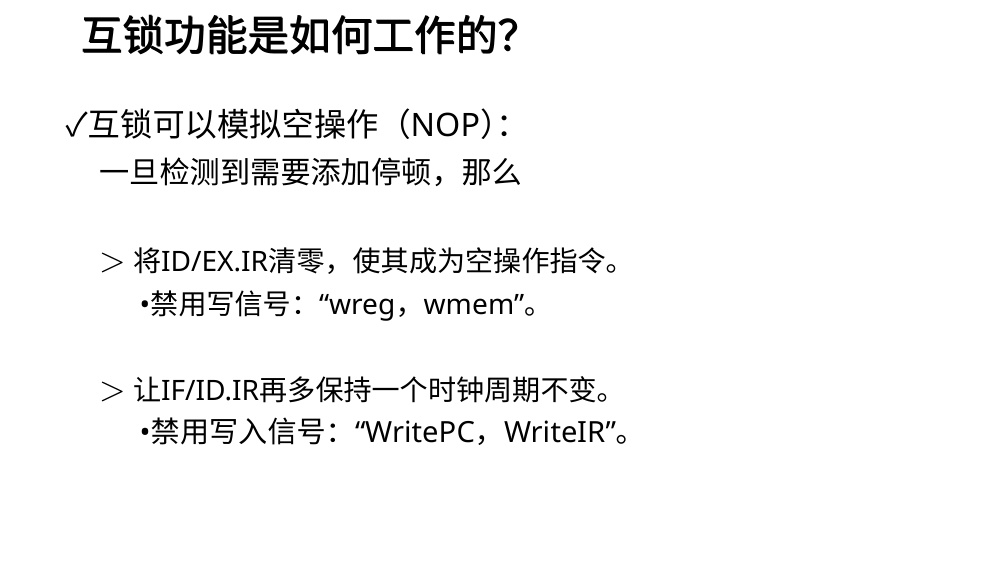 互锁功能是如何工作的？
✓互锁可以模拟空操作（NOP）：
一旦检测到需要添加停顿，那么
＞ 将ID/EX.IR清零，使其成为空操作指令。
•禁用写信号：“wreg，wmem”。
＞ 让IF/ID.IR再多保持一个时钟周期不变。
•禁用写入信号：“WritePC，WriteIR”。